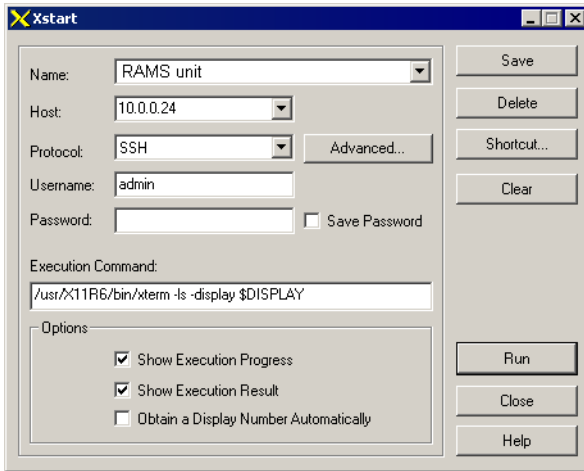 Xstart
Name: RAMS unit
Host: 10.0.0.24
Protocol: SSH Advanced...
Username: admin
Password: Save Password
Execution Command:
/usr/X11R6/bin/xterm -ls -display $DISPLAY
Options
Show Execution Progress
Show Execution Result
Obtain a Display Number Automatically
Save
Delete
Shortcut...
Clear
Run
Close
Help